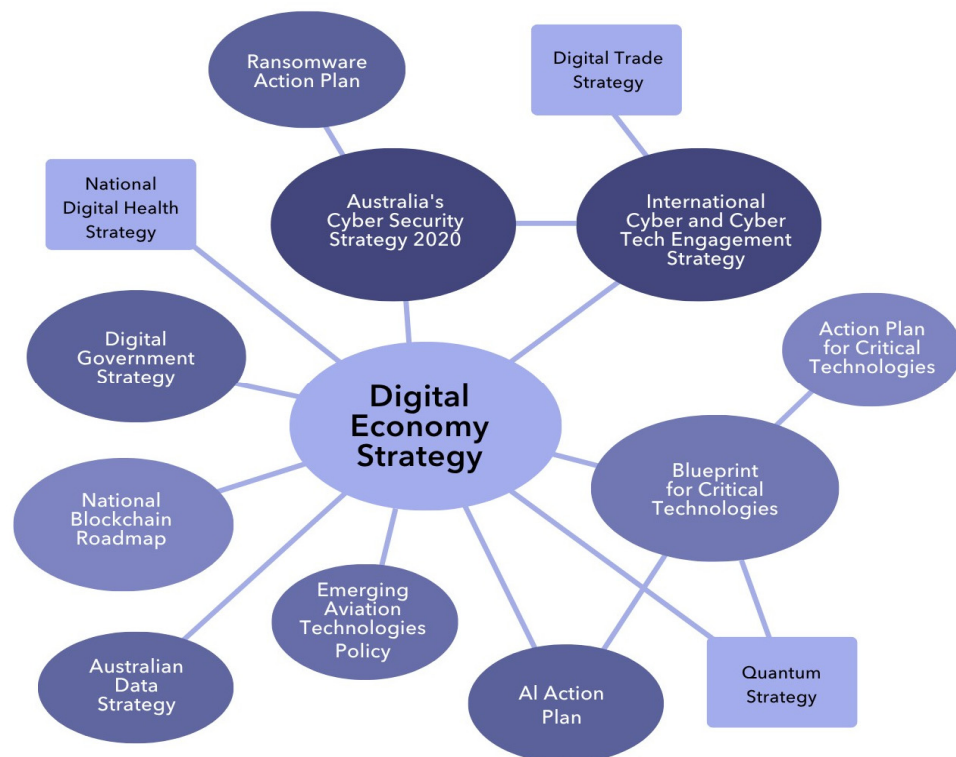 Ransomware
Action Plan
Digital Trade
Strategy
National
Digital Health
Strategy
Australia's
Cyber Security
Strategy 2020
International
Cyber and Cyber
Tech Engagement
Strategy
Digital
Government
Strategy
Action Plan
for Critical
Technologies
Digital
Economy
Strategy
Blueprint
for Critical
Technologies
National
Blockchain
Roadmap
Emerging
Aviation
Technologies
Policy
Australian
Data
Strategy
AI Action
Plan
Quantum
Strategy